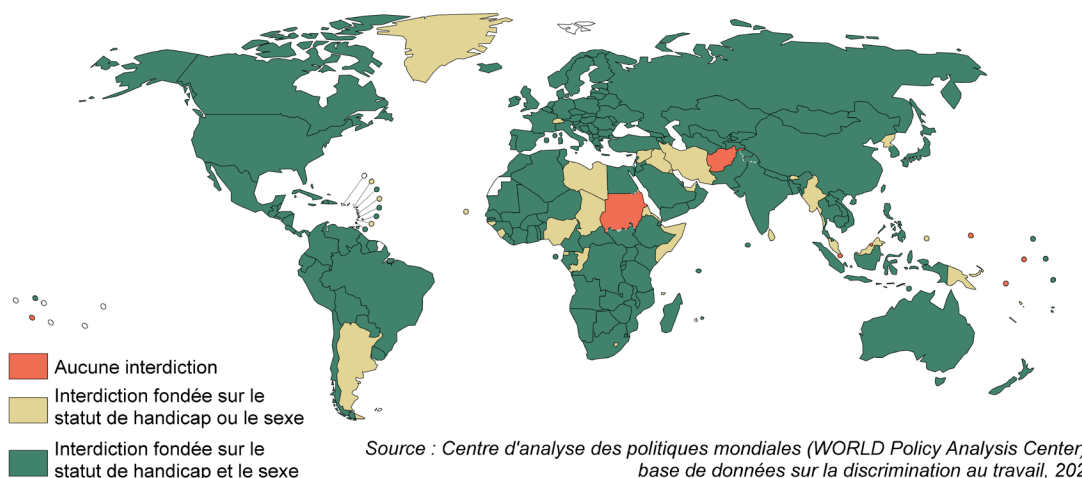 Aucune interdiction
Interdiction fondée sur le
statut de handicap ou le sexe
Interdiction fondée sur le
statut de handicap et le sexe
Source : Centre d'analyse des politiques mondiales (WORLD Policy Analysis Center)
base de données sur la discrimination au travail,